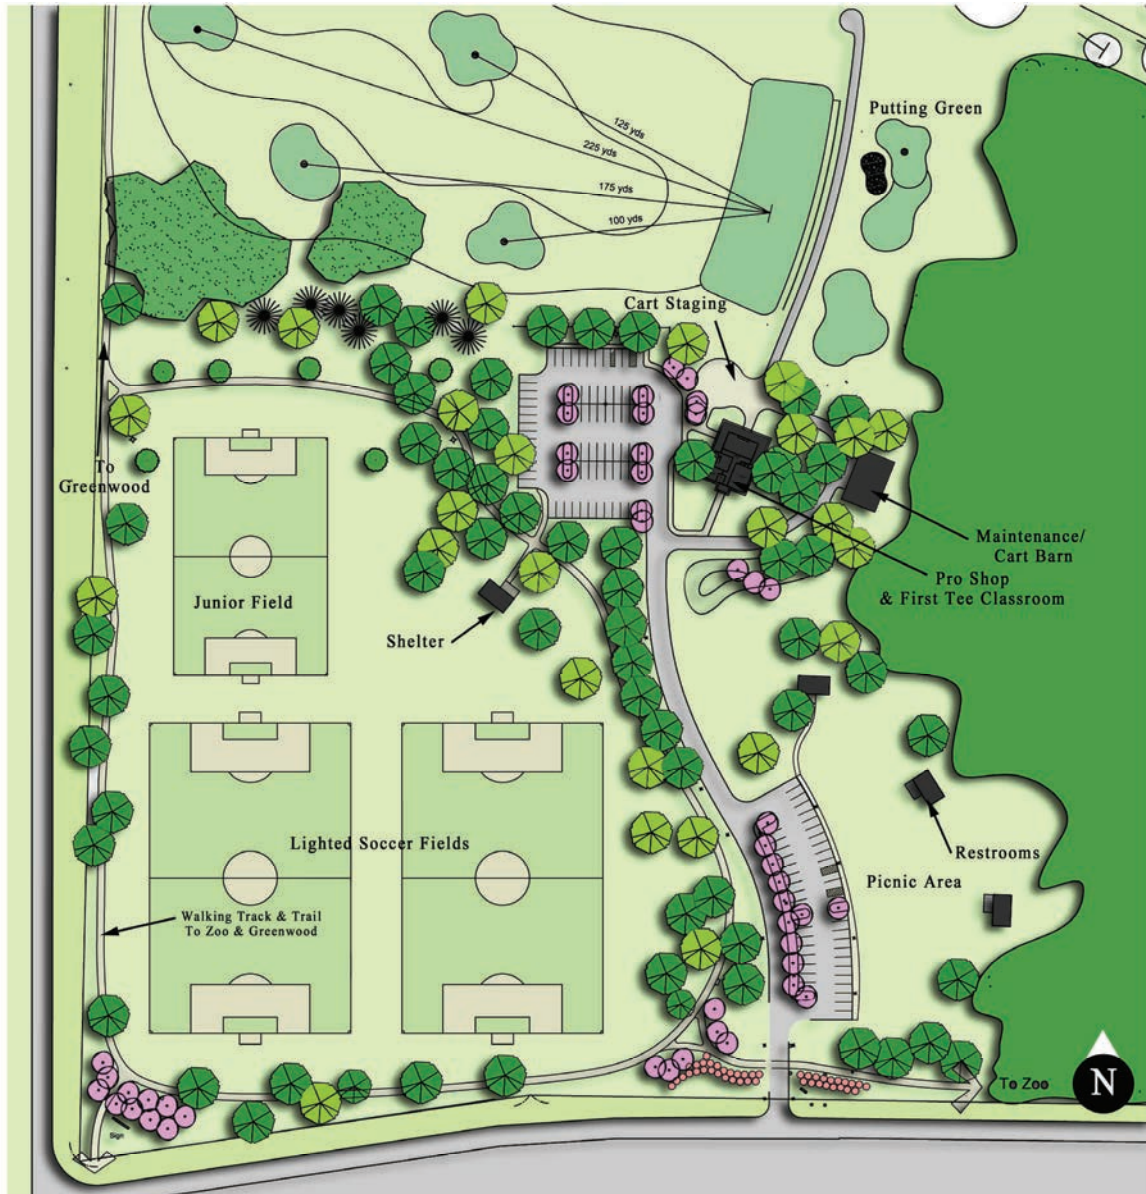 Putting Green
125 yds
225 yds
175 yds
100 yds
Cart Staging
To
Greenwood
Maintenance/
Cart Barn
Pro Shop
& First Tee Classroom
Junior Field
Shelter
Lighted Soccer Fields
Restrooms
Picnic Area
Walking Track & Trail
To Zoo & Greenwood
To Zoo
N
Sign